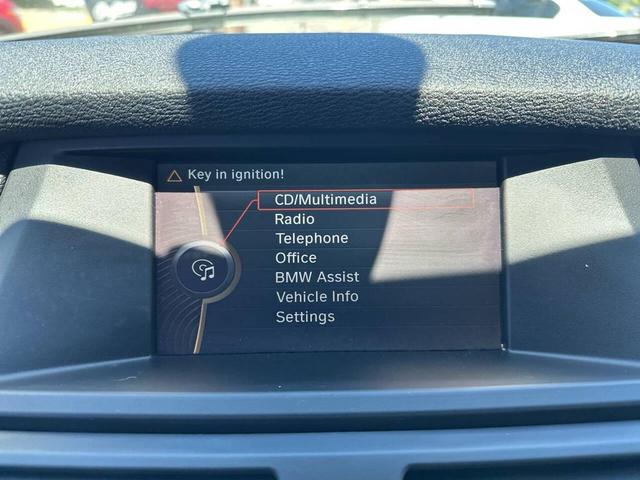 Key in ignition!
CD/Multimedia
Radio
Telephone
Office
BMW Assist
Vehicle Info
Settings